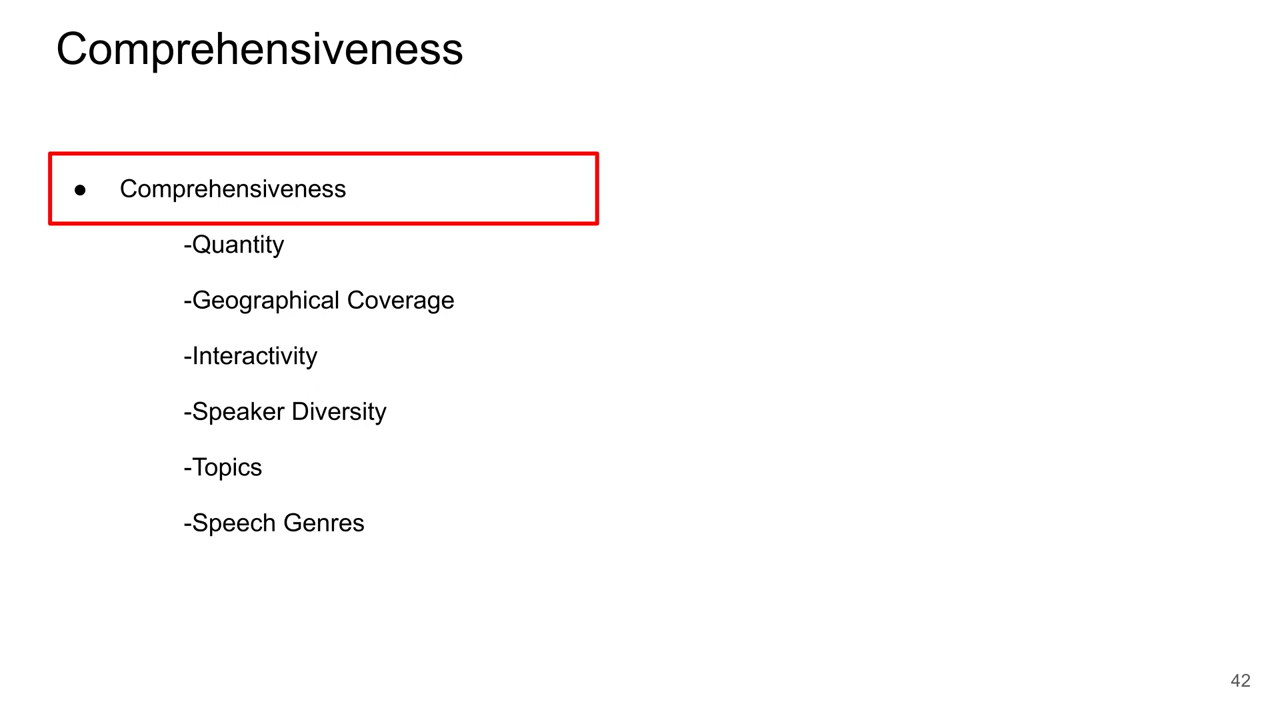 Comprehensiveness
● Comprehensiveness
-Quantity
-Geographical Coverage
-Interactivity
-Speaker Diversity
-Topics
-Speech Genres
42